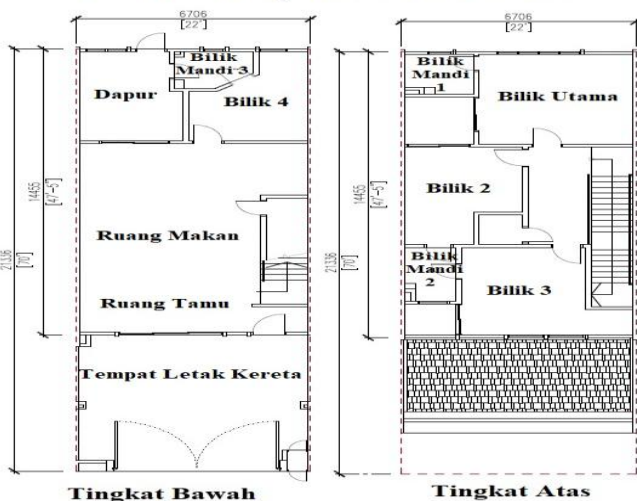 6706
[22']
6706
[22']
Bilik
Mandi 3
Dapur
Bilik 4
Bilik
Mandi
1
Bilik Utama
14455
[47'-5"]
21336
[70']
Ruang Makan
Ruang Tamu
Tempat Letak Kereta
14455
[47'-5"]
21336
[70']
Bilik 2
Bilik
Mandi
2
Bilik 3
Tingkat Bawah
Tingkat Atas